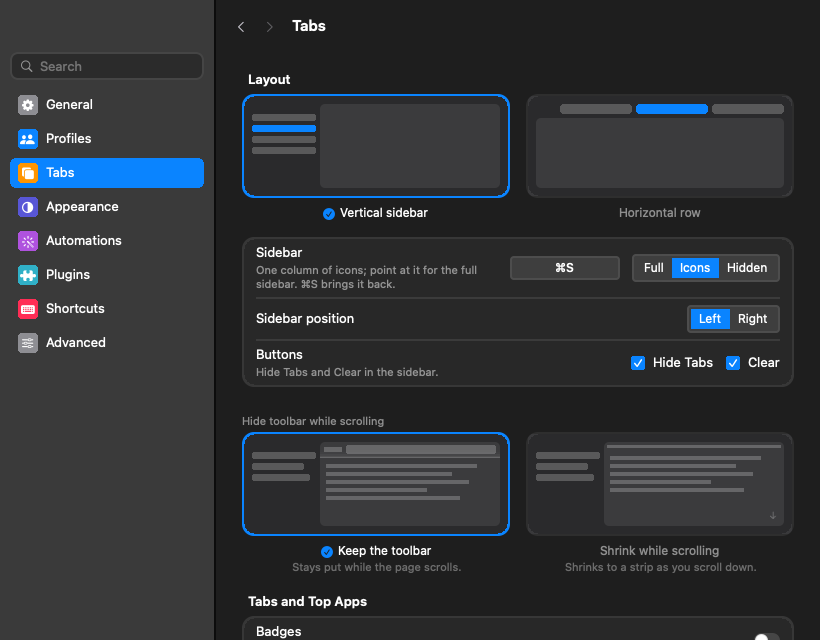 Tabs
Search
General
Profiles
Tabs
Appearance
Automations
Plugins
Shortcuts
Advanced
Layout
Vertical sidebar
Horizontal row
Sidebar
One column of icons; point at it for the full
sidebar. ⌘S brings it back.
⌘S
Full Icons Hidden
Sidebar position
Left Right
Buttons
Hide Tabs and Clear in the sidebar.
Hide Tabs Clear
Hide toolbar while scrolling
Keep the toolbar
Stays put while the page scrolls.
Shrink while scrolling
Shrinks to a strip as you scroll down.
Tabs and Top Apps
Badges